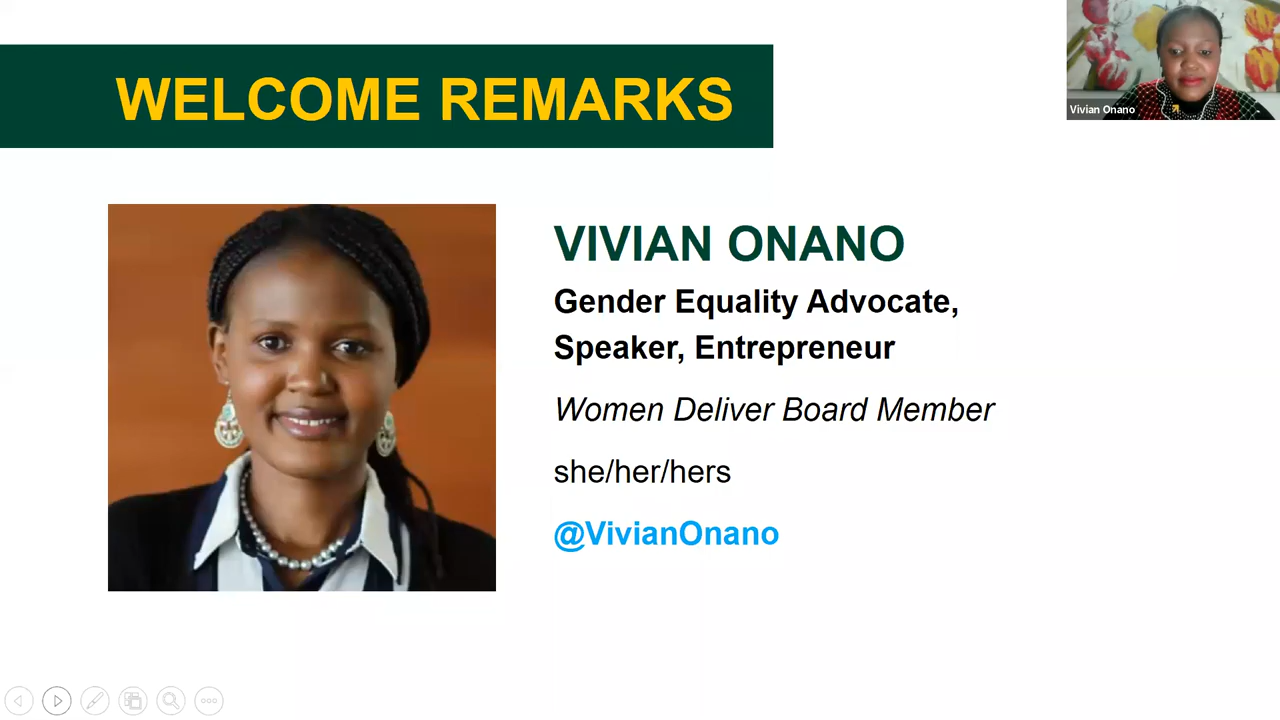 WELCOME REMARKS
Vivian Onano
VIVIAN ONANO
Gender Equality Advocate,
Speaker, Entrepreneur
Women Deliver Board Member
she/her/hers
@VivianOnano